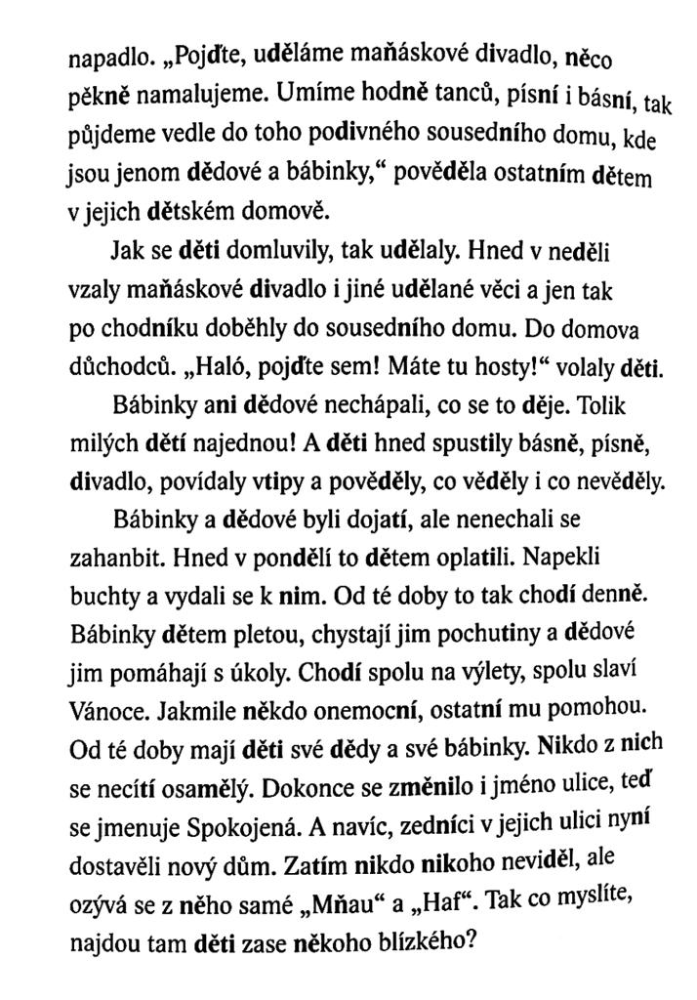 napadlo. „Pojďte, uděláme maňáskové divadlo, něco
pěkně namalujeme. Umíme hodně tanců, písní i básní, tak
půjdeme vedle do toho podivného sousedního domu, kde
jsou jenom dědové a bábinky,“ pověděla ostatním dětem
v jejich dětském domově.
Jak se děti domluvily, tak udělaly. Hned v neděli
vzaly maňáskové divadlo i jiné udělané věci a jen tak
po chodníku doběhly do sousedního domu. Do domova
důchodců. „Haló, pojďte sem! Máte tu hosty!“ volaly děti.
Bábinky ani dědové nechápali, co se to děje. Tolik
milých dětí najednou! A děti hned spustily básně, písně,
divadlo, povídaly vtipy a pověděly, co věděly i co nevěděly.
Bábinky a dědové byli dojatí, ale nenechali se
zahanbit. Hned v pondělí to dětem oplatili. Napekli
buchty a vydali se k nim. Od té doby to tak chodí denně.
Bábinky dětem pletou, chystají jim pochutiny a dědové
jim pomáhají s úkoly. Chodí spolu na výlety, spolu slaví
Vánoce. Jakmile někdo onemocní, ostatní mu pomohou.
Od té doby mají děti své dědy a své bábinky. Nikdo z nich
se necítí osamělý. Dokonce se změnilo i jméno ulice, teď
se jmenuje Spokojená. A navíc, zedníci v jejich ulici nyní
dostavěli nový dům. Zatím nikdo nikoho neviděl, ale
ozývá se z něho samé „Mňau“ a „Haf“. Tak co myslíte,
najdou tam děti zase někoho blízkého?